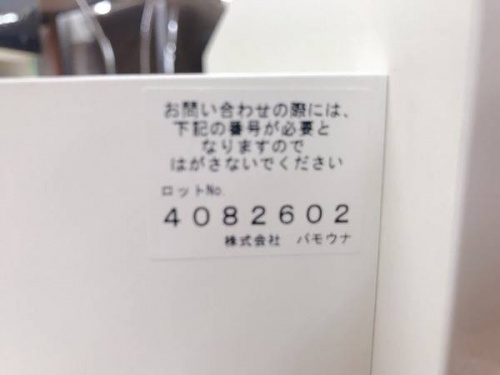 お問い合わせの際には、
下記の番号が必要と
なりますので
はがさないでください
ロットNo.
4082602
株式会社 パモウナ